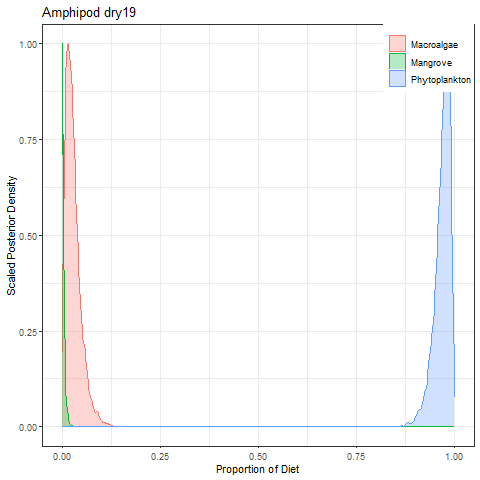 Amphipod dry19
Macroalgae
Mangrove
Phytoplankton
1.00
0.75
0.50
0.25
0.00
Scaled Posterior Density
0.00 0.25 0.50 0.75 1.00
Proportion of Diet